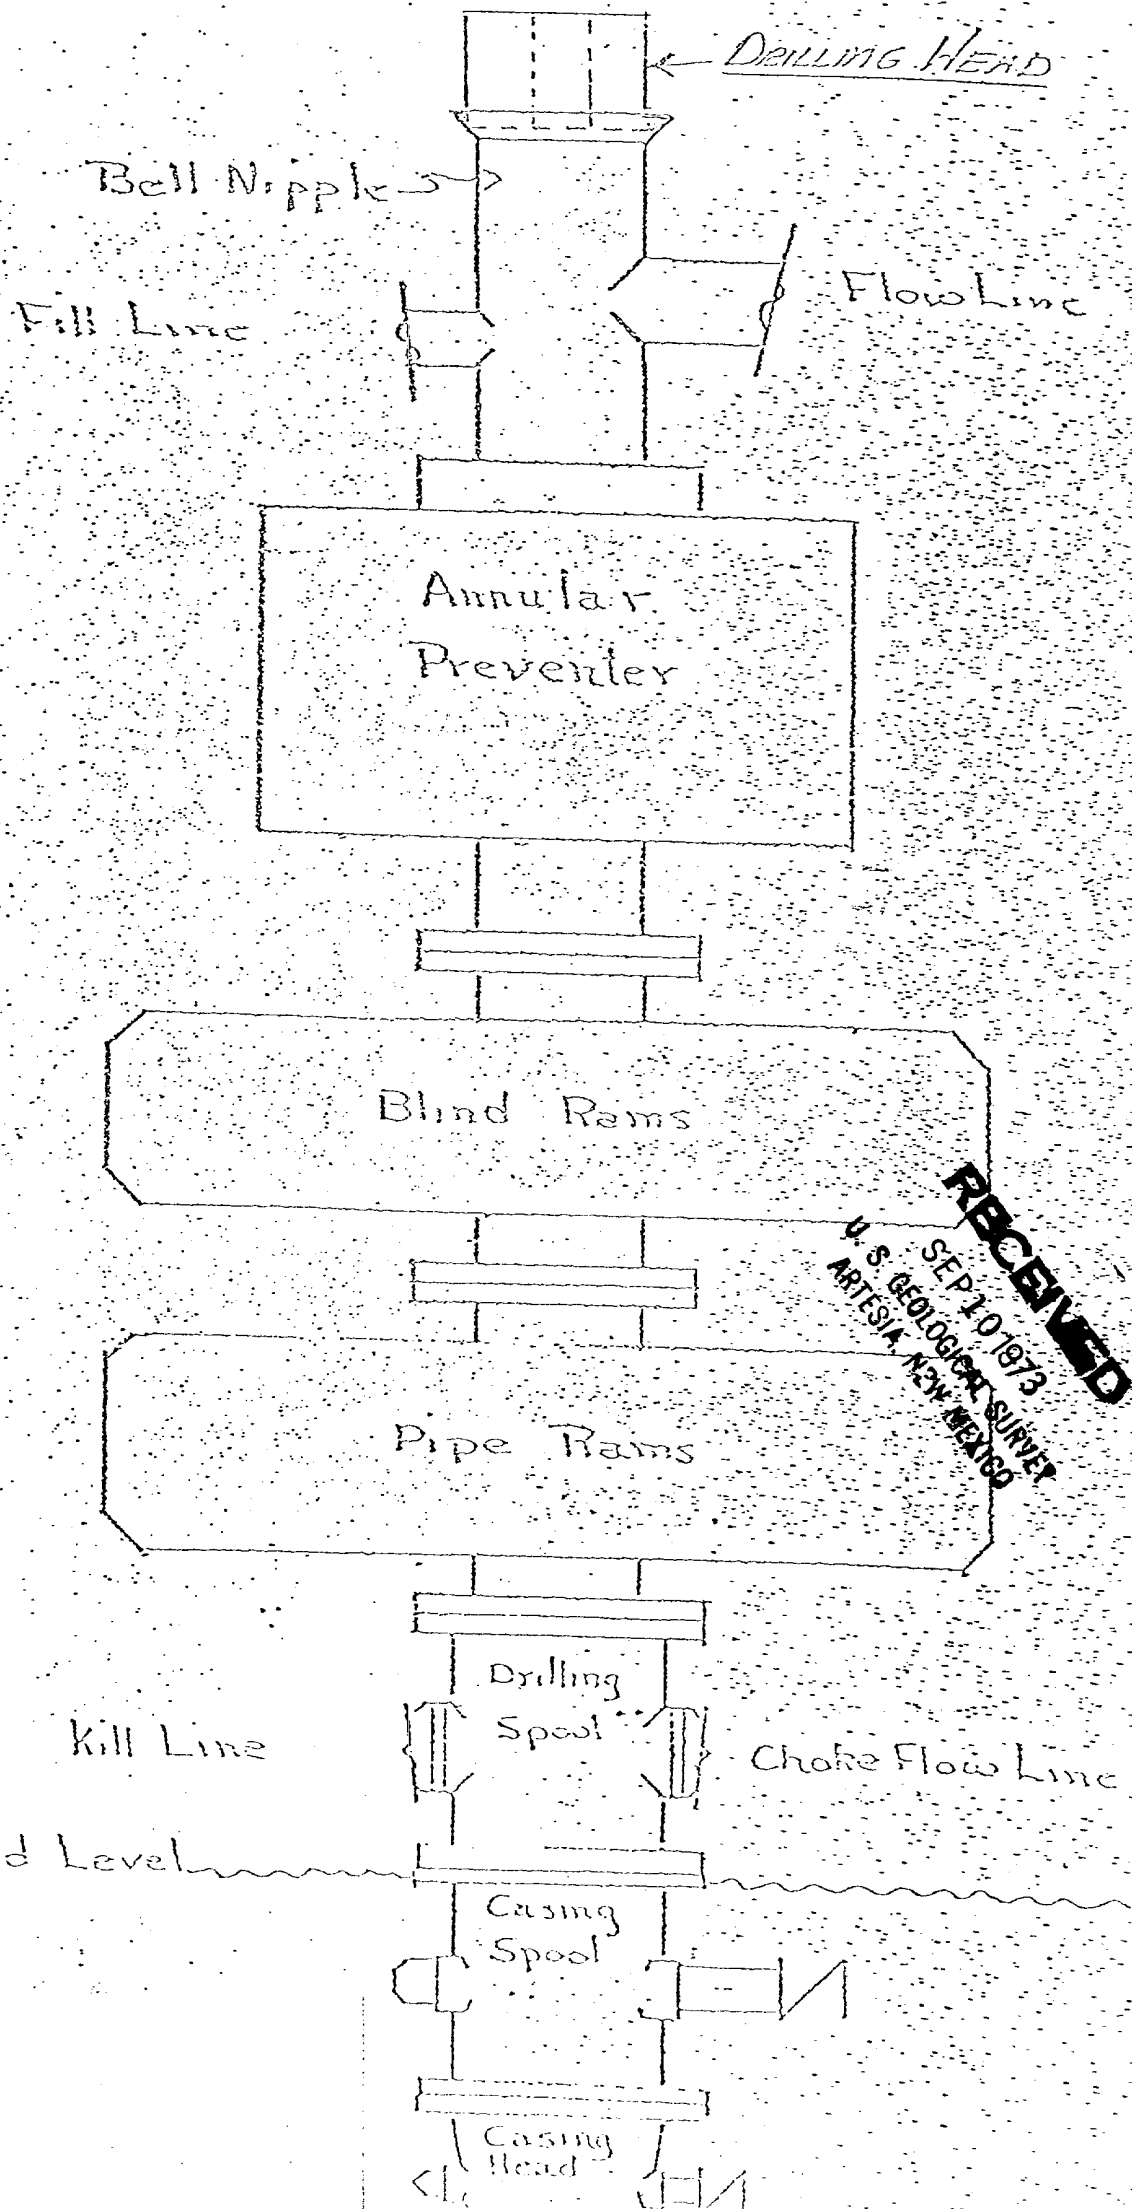 DRILLING HEAD
Bell Nipple
Flow Line
Fill Line
Annular
Preventer
Blind Rams
RECEIVED
SEP 10 1973
U. S. GEOLOGICAL SURVEY
ARTESIA, NEW MEXICO
Pipe Rams
Drilling
Spool
Kill Line
Choke Flow Line
d Level
Casing
Spool
Casing
Head